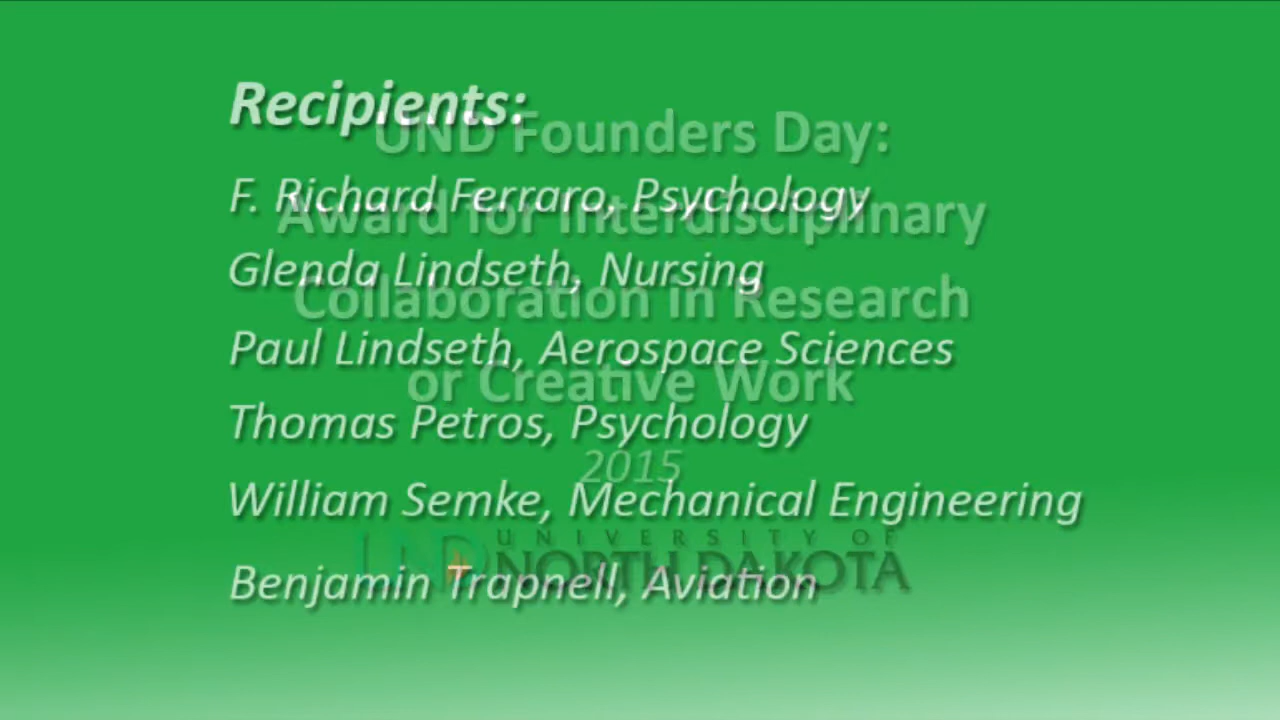 Recipients:
UND Founders Day:
F. Richard Ferraro, Psychology
Award for Interdisciplinary
Glenda Lindseth, Nursing
Collaboration in Research
Paul Lindseth, Aerospace Sciences
or Creative Work
Thomas Petros, Psychology
2015
William Semke, Mechanical Engineering
UND UNIVERSITY OF
NORTH DAKOTA
Benjamin Trapnell, Aviation